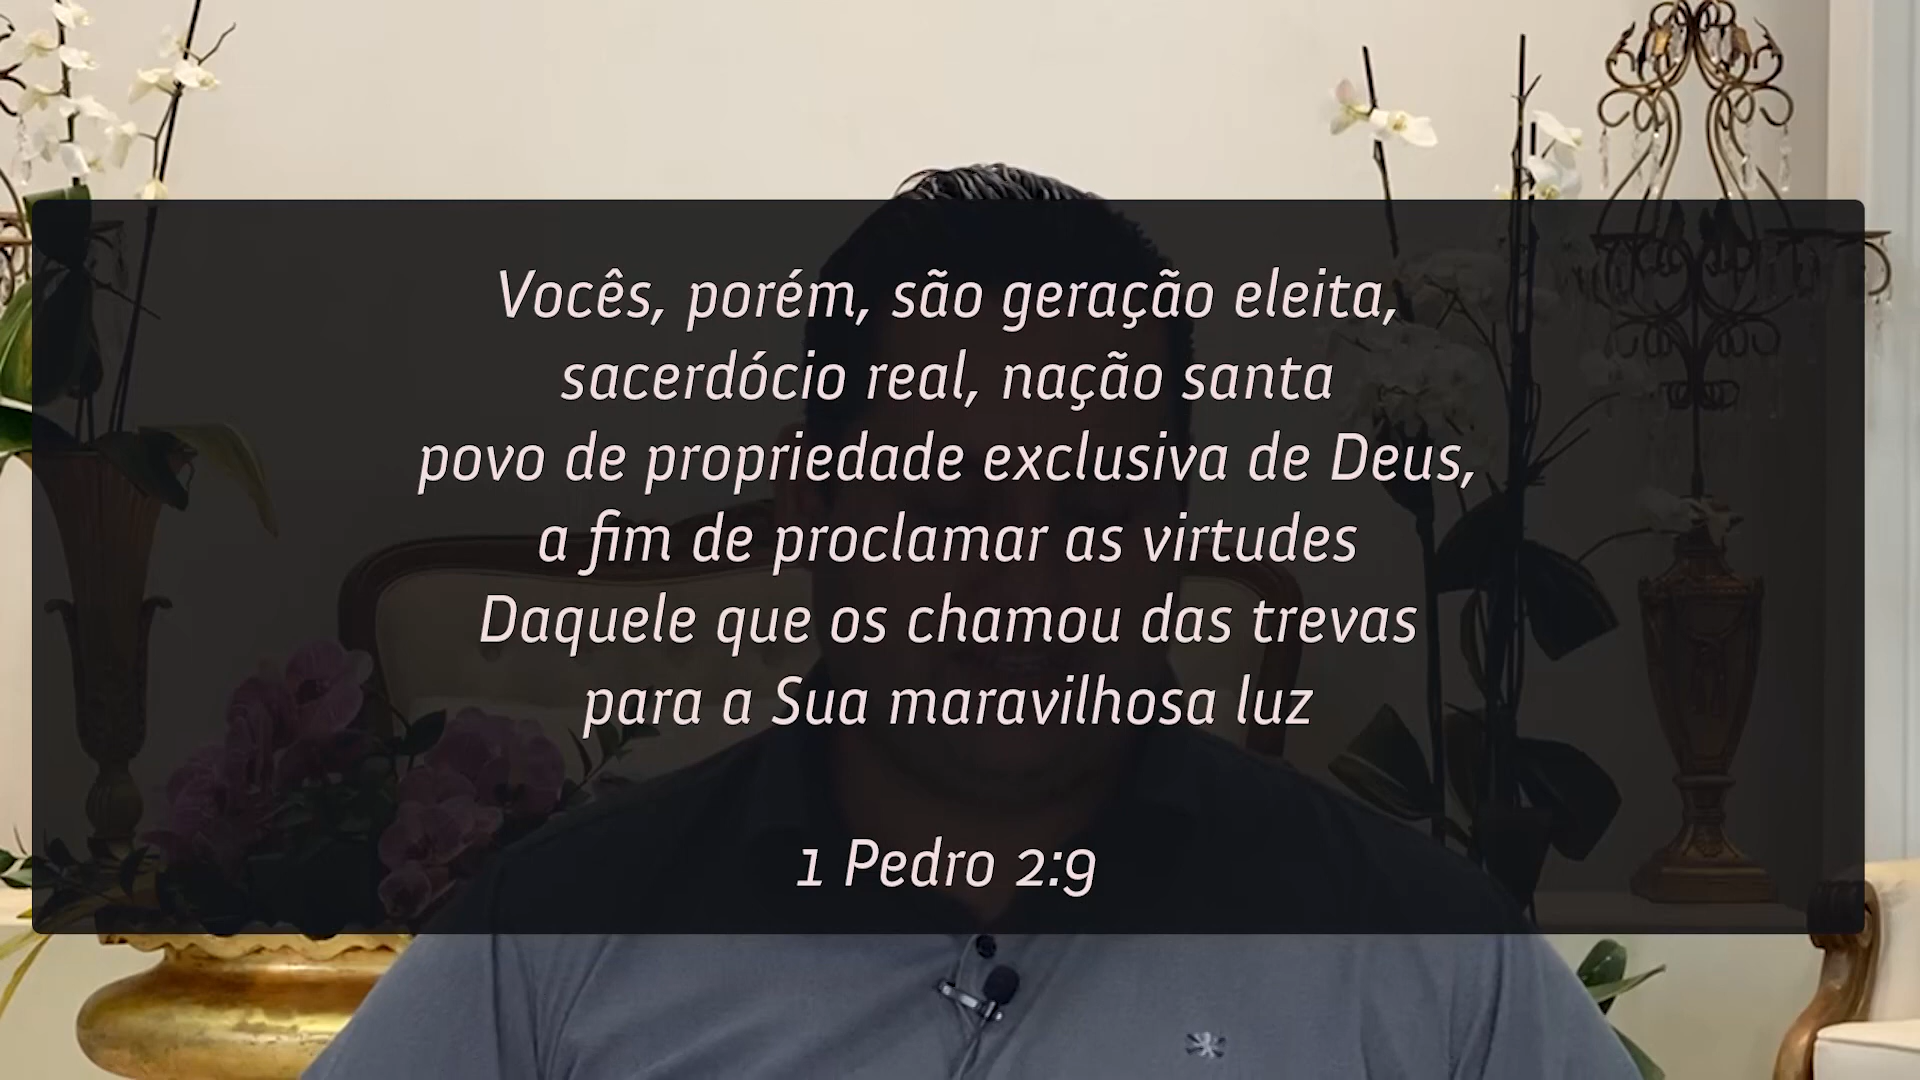 Vocês, porém, são geração eleita,
sacerdócio real, nação santa
povo de propriedade exclusiva de Deus,
a fim de proclamar as virtudes
Daquele que os chamou das trevas
para a Sua maravilhosa luz
1 Pedro 2:9